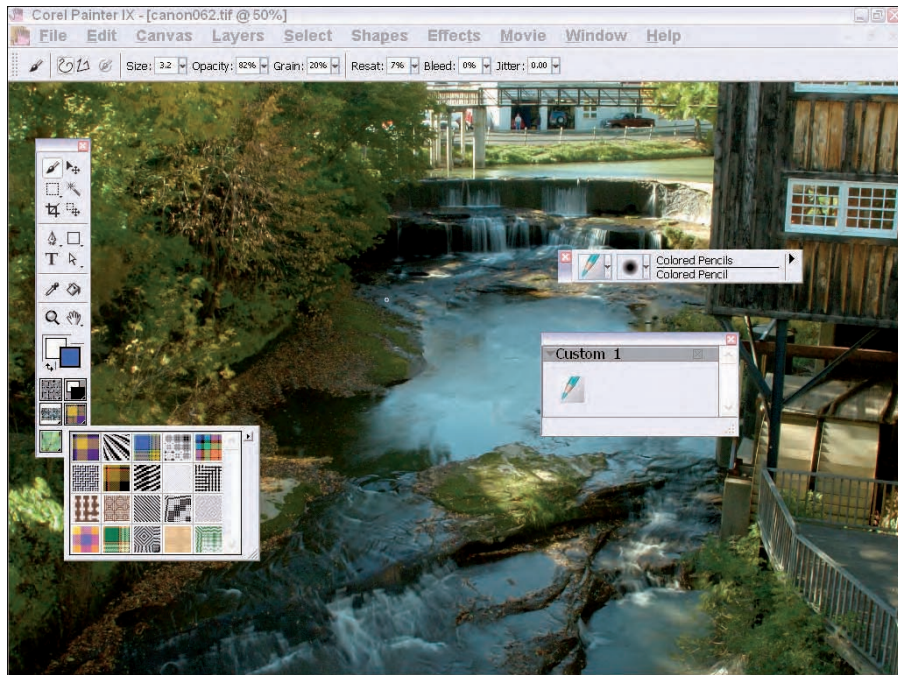 Corel Painter IX - [canon062.tif @ 50%]
File Edit Canvas Layers Select Shapes Effects Movie Window Help
Size: 3.2 Opacity: 82% Grain: 20% Resat: 7% Bleed: 0% Jitter: 0.00
T
Colored Pencils
Colored Pencil
Custom 1